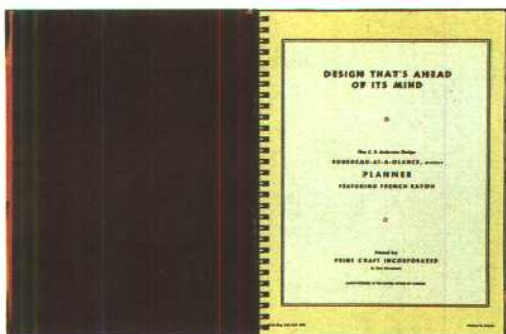 DESIGN THAT'S AHEAD
OF ITS MIND
The C. S. Anderson Design
BONEHEAD-AT-A-GLANCE,
PLANNER
FEATURING FRENCH RAYON
Printed by
PRINT CRAFT INCORPORATED